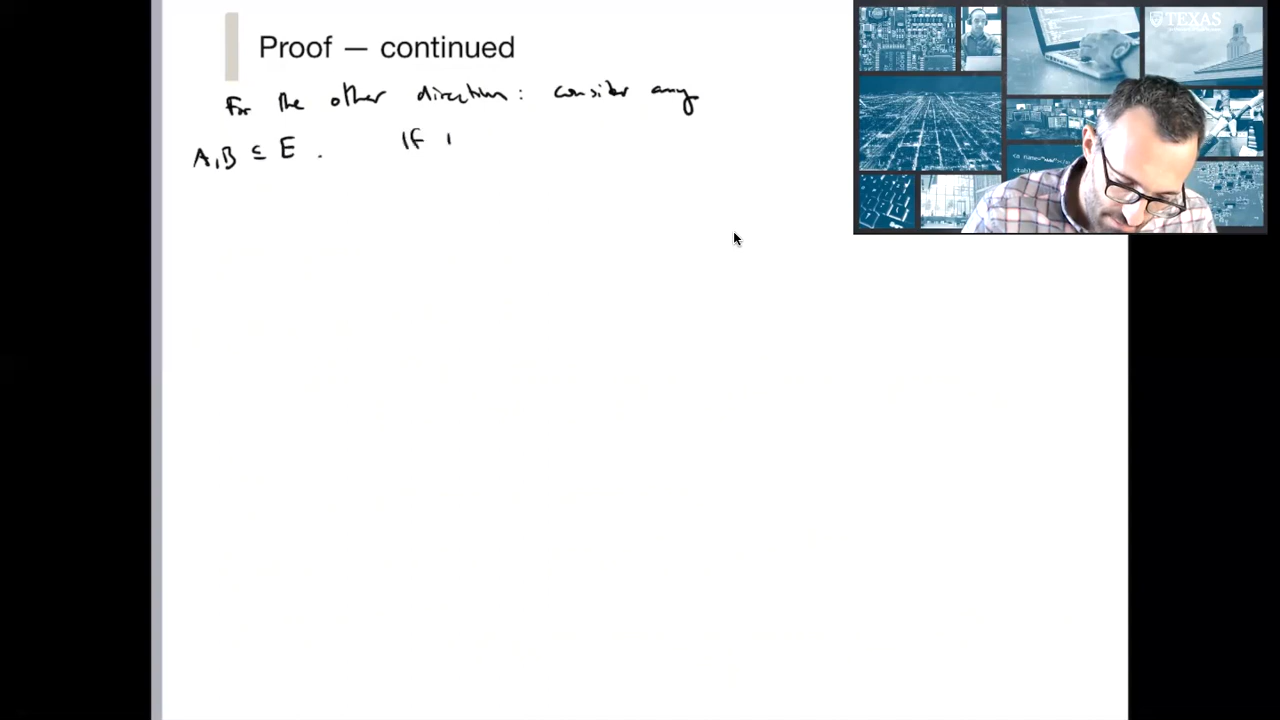 Proof — continued
For the other direction: consider any
A,B ⊆ E . If I
TEXAS